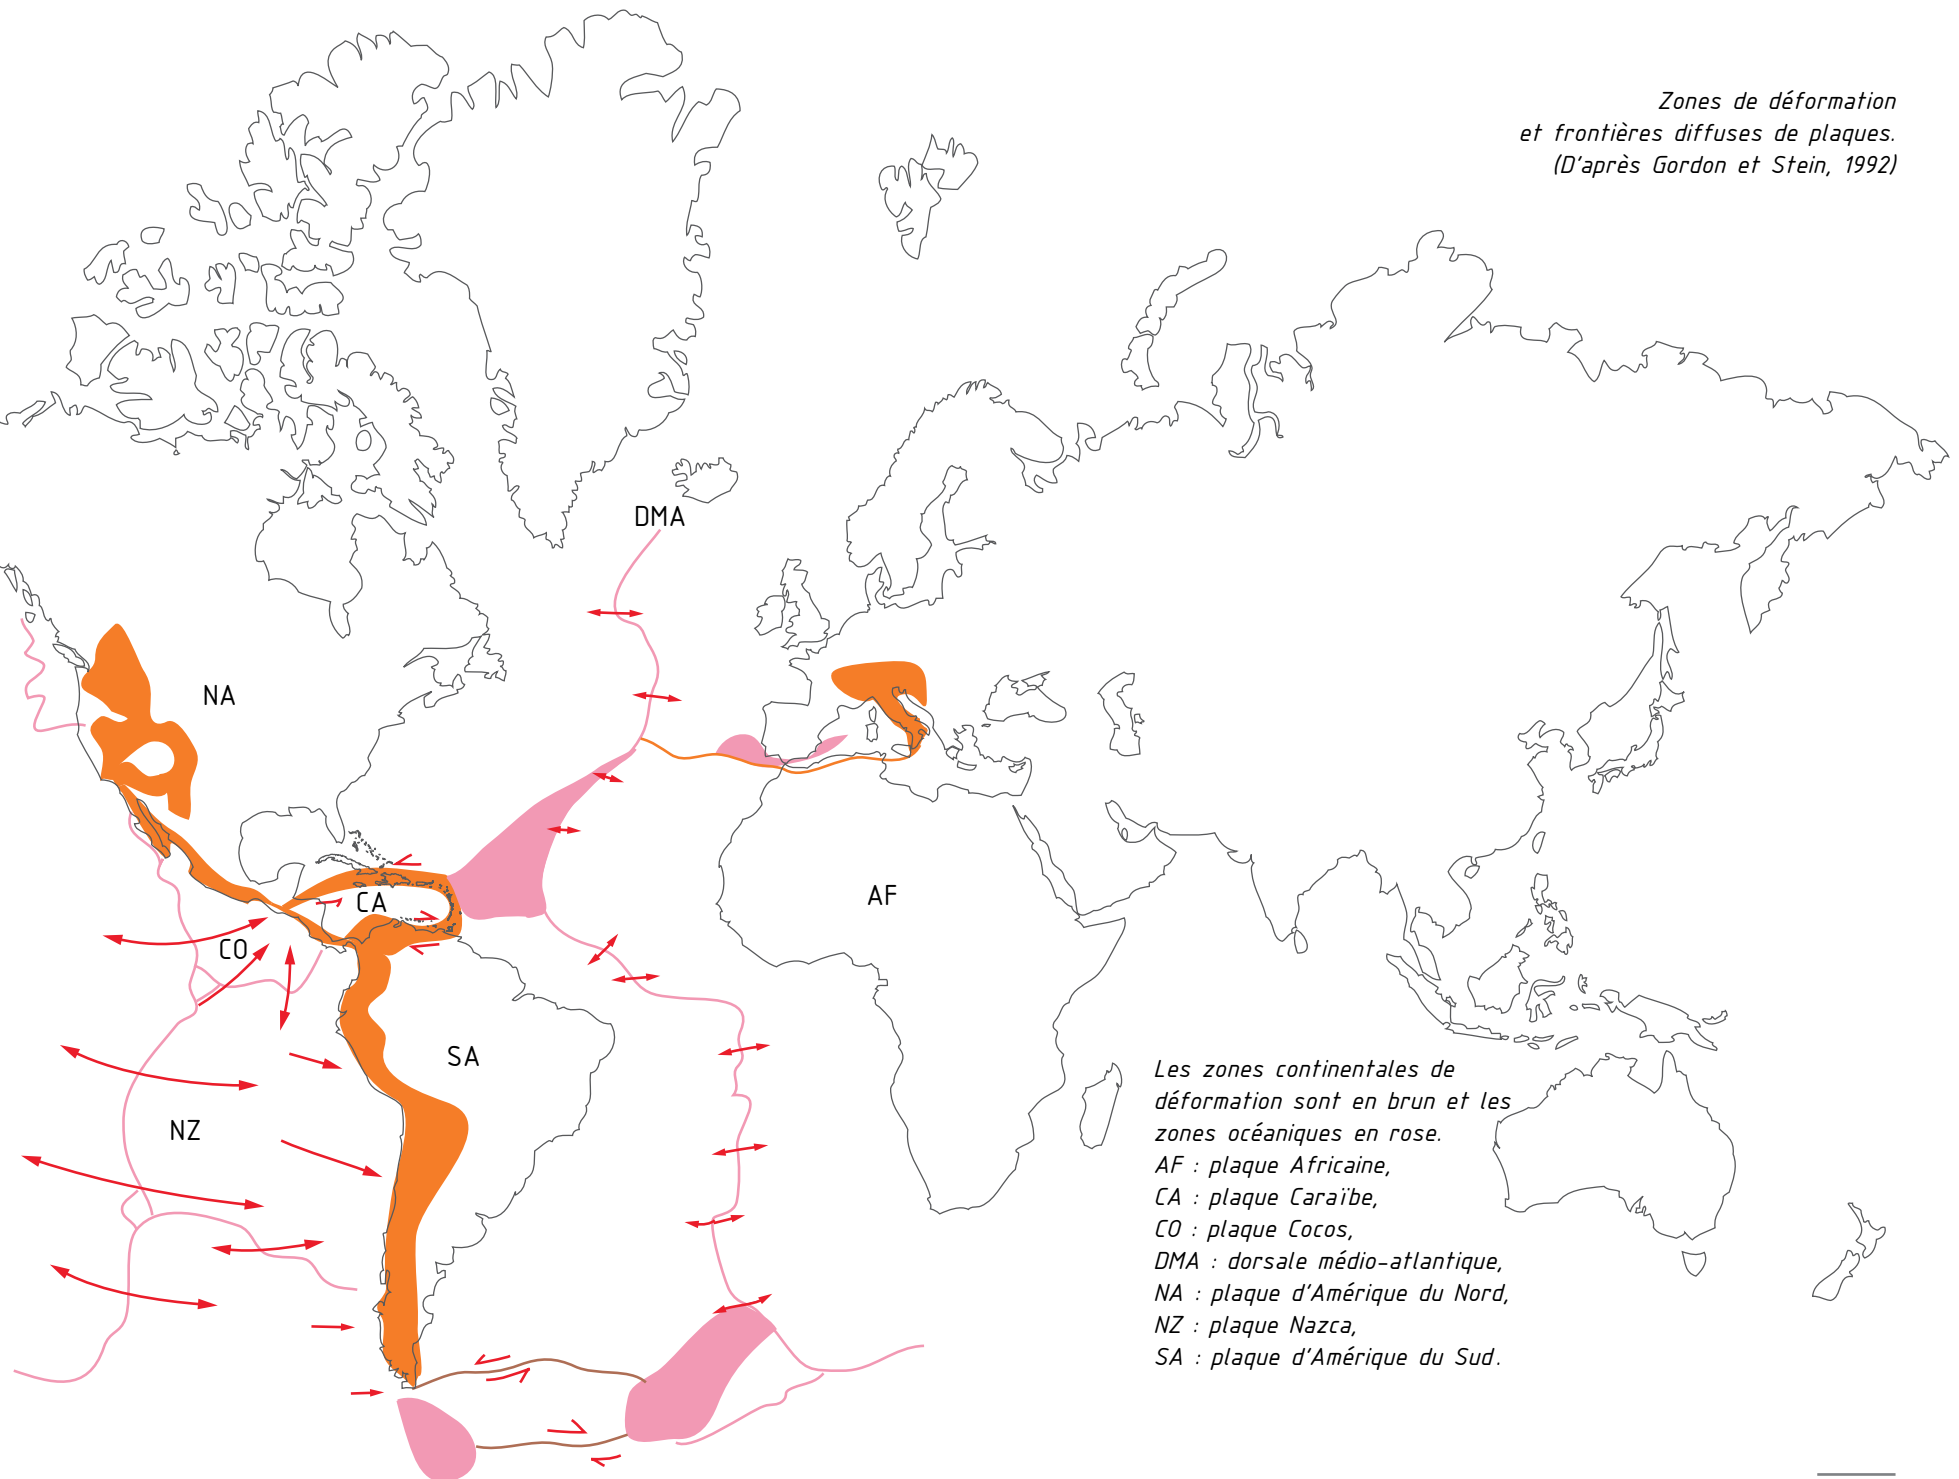 Zones de déformation
et frontières diffuses de plaques.
(D'après Gordon et Stein, 1992)
DMA
NA
CA
AF
CO
SA
NZ
Les zones continentales de
déformation sont en brun et les
zones océaniques en rose.
AF : plaque Africaine,
CA : plaque Caraïbe,
CO : plaque Cocos,
DMA : dorsale médio-atlantique,
NA : plaque d'Amérique du Nord,
NZ : plaque Nazca,
SA : plaque d'Amérique du Sud.